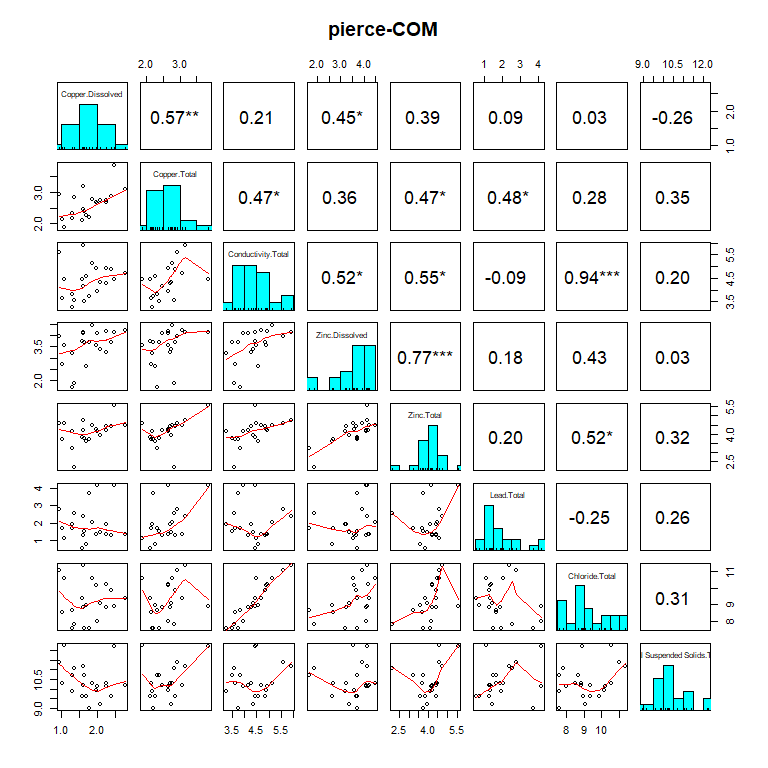 pierce-COM
2.0 3.0 2.0 3.0 4.0 1 2 3 4 9.0 10.5 12.0
Copper.Dissolved
0.57** 0.21 0.45* 0.39 0.09 0.03 -0.26
1.0 2.0
Copper.Total
2.0 3.0
0.47* 0.36 0.47* 0.48* 0.28 0.35
Conductivity.Total
0.52* 0.55* -0.09 0.94*** 0.20
3.5 4.5 5.5
Zinc.Dissolved
2.0 3.5
0.77*** 0.18 0.43 0.03
Zinc.Total
0.20 0.52* 0.32
2.5 4.0 5.5
Lead.Total
1 2 3 4
-0.25 0.26
Chloride.Total
0.31
8 9 11
l Suspended Solids.T
9.0 10.5
1.0 2.0 3.5 4.5 5.5 2.5 4.0 5.5 8 9 10